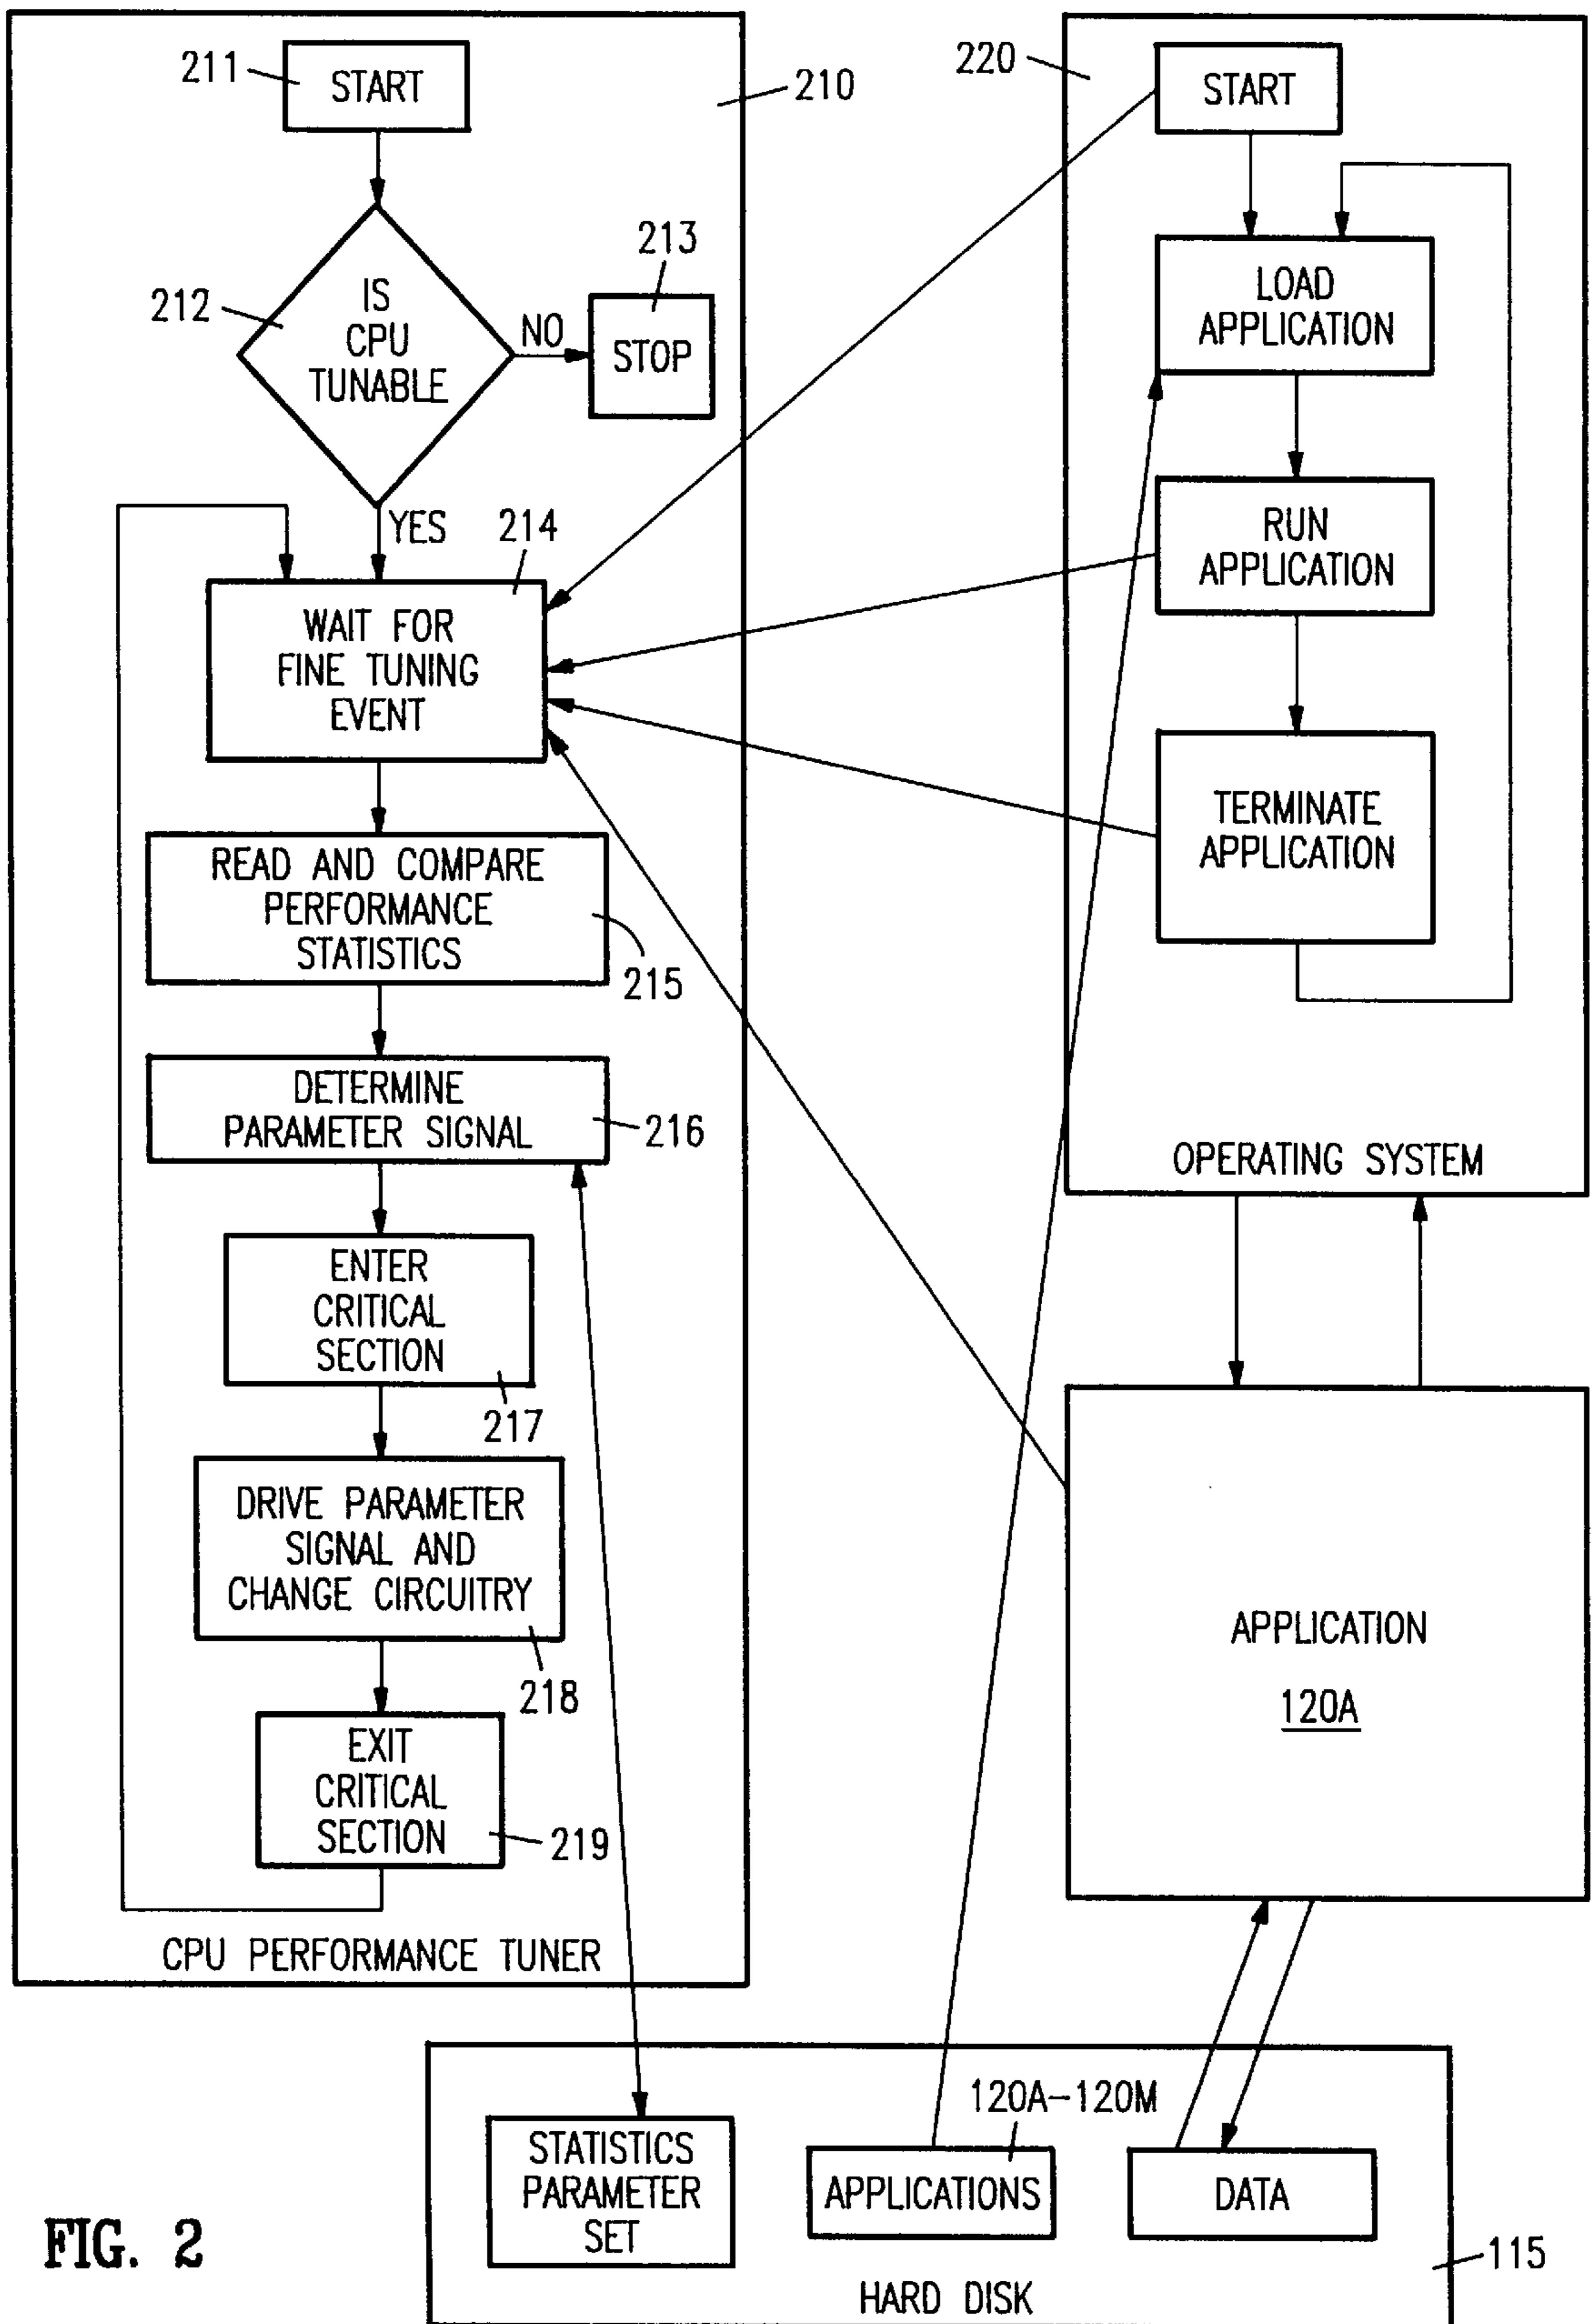 211
START
210
212
IS
CPU
TUNABLE
NO
213
STOP
YES
214
WAIT FOR
FINE TUNING
EVENT
READ AND COMPARE
PERFORMANCE
STATISTICS
215
DETERMINE
PARAMETER SIGNAL
216
ENTER
CRITICAL
SECTION
217
DRIVE PARAMETER
SIGNAL AND
CHANGE CIRCUITRY
218
EXIT
CRITICAL
SECTION
219
CPU PERFORMANCE TUNER
220
START
LOAD
APPLICATION
RUN
APPLICATION
TERMINATE
APPLICATION
OPERATING SYSTEM
APPLICATION
120A
STATISTICS
PARAMETER
SET
120A-120M
APPLICATIONS
DATA
115
HARD DISK
FIG. 2